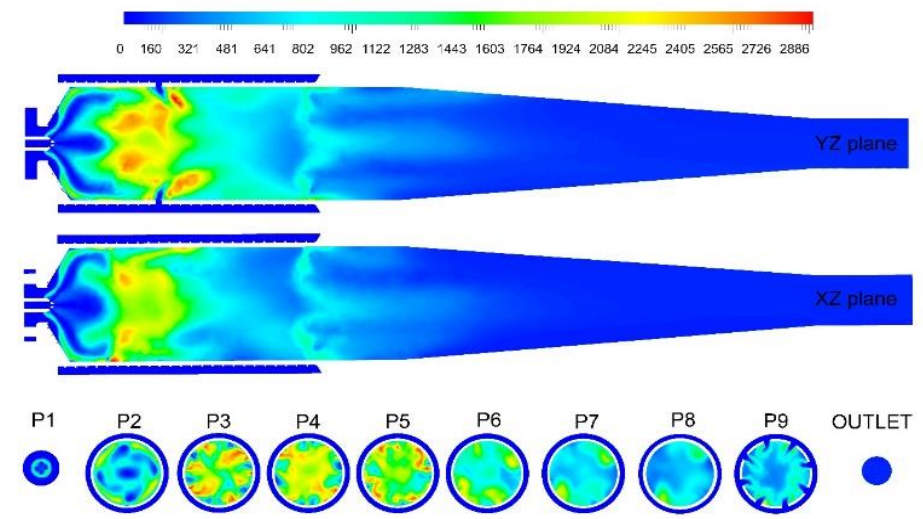 0 160 321 481 641 802 962 1122 1283 1443 1603 1764 1924 2084 2245 2405 2565 2726 2886
YZ plane
XZ plane
P1 P2 P3 P4 P5 P6 P7 P8 P9 OUTLET